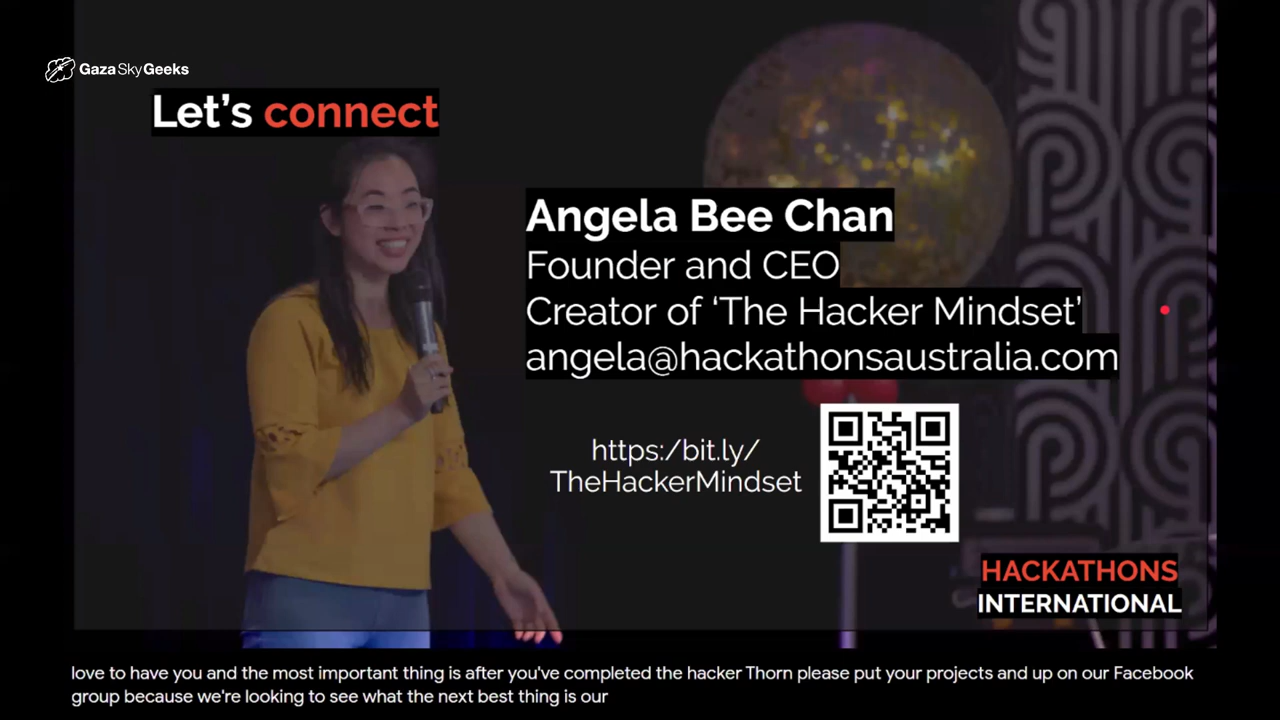 Gaza Sky Geeks
Let's connect
Angela Bee Chan
Founder and CEO
Creator of ‘The Hacker Mindset’
angela@hackathonsaustralia.com
https:/bit.ly/
TheHackerMindset
HACKATHONS
INTERNATIONAL
love to have you and the most important thing is after you've completed the hacker Thorn please put your projects and up on our Facebook
group because we're looking to see what the next best thing is our